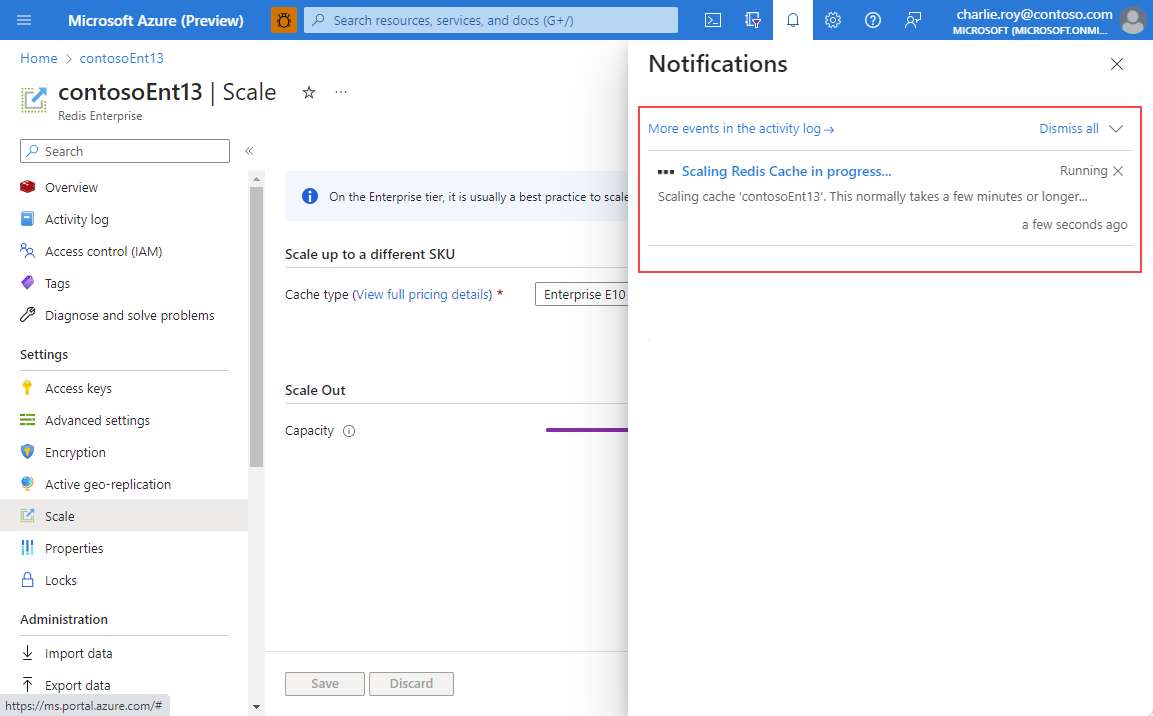 Microsoft Azure (Preview)
Search resources, services, and docs (G+/)
charlie.roy@contoso.com
MICROSOFT (MICROSOFT.ONMI...
Home > contosoEnt13
contosoEnt13 | Scale
Redis Enterprise
Search
Overview
Activity log
Access control (IAM)
Tags
Diagnose and solve problems
Settings
Access keys
Advanced settings
Encryption
Active geo-replication
Scale
Properties
Locks
Administration
Import data
Export data
https://ms.portal.azure.com/#
On the Enterprise tier, it is usually a best practice to scale
Scale up to a different SKU
Cache type (View full pricing details) *
Enterprise E10
Scale Out
Capacity
Save
Discard
Notifications
More events in the activity log →
Dismiss all
Scaling Redis Cache in progress...
Running
Scaling cache 'contosoEnt13'. This normally takes a few minutes or longer...
a few seconds ago